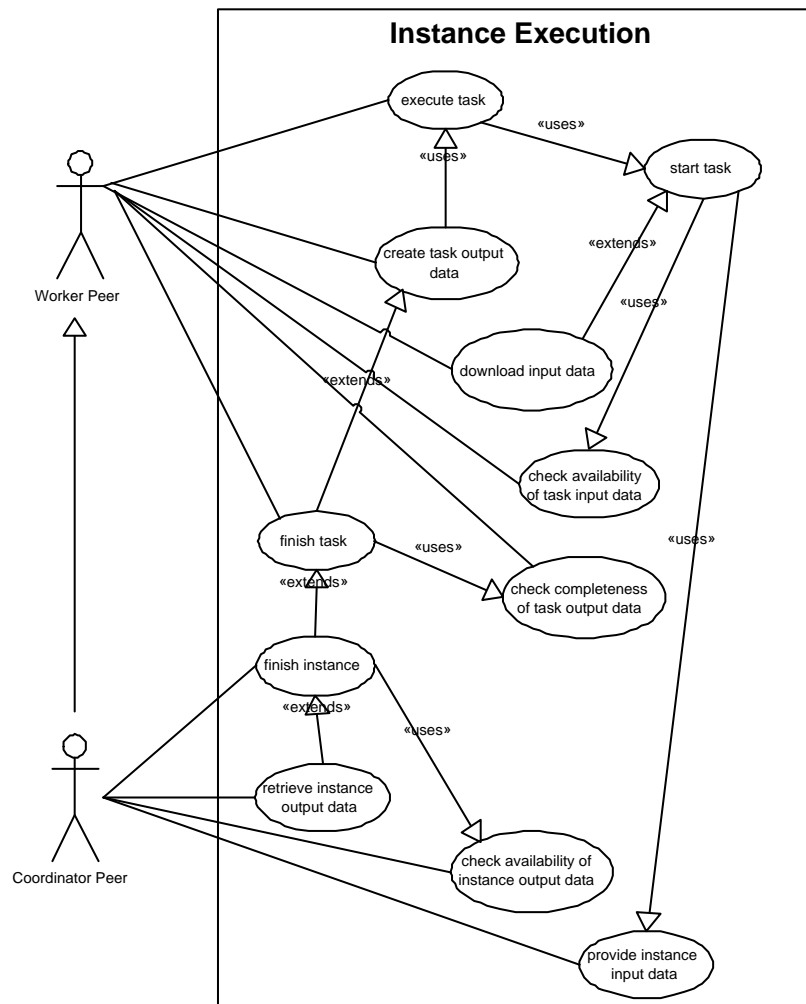 Instance Execution
execute task
«uses»
start task
«uses»
Worker Peer
create task output
data
«extends»
«uses»
download input data
«extends»
check availability
of task input data
finish task
«uses»
«uses»
check completeness
of task output data
«extends»
finish instance
«extends»
«uses»
retrieve instance
output data
Coordinator Peer
check availability of
instance output data
provide instance
input data